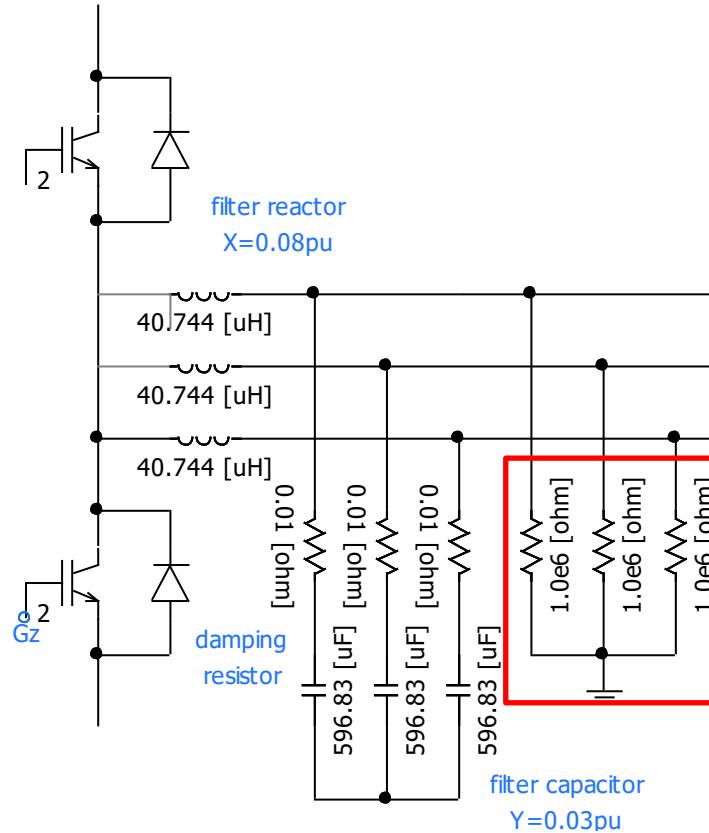 2
filter reactor
X=0.08pu
40.744 [uH]
40.744 [uH]
40.744 [uH]
0.01 [ohm]
0.01 [ohm]
0.01 [ohm]
1.0e6 [ohm]
1.0e6 [ohm]
1.0e6 [ohm]
2
Gz
damping
resistor
596.83 [uF]
596.83 [uF]
596.83 [uF]
filter capacitor
Y=0.03pu